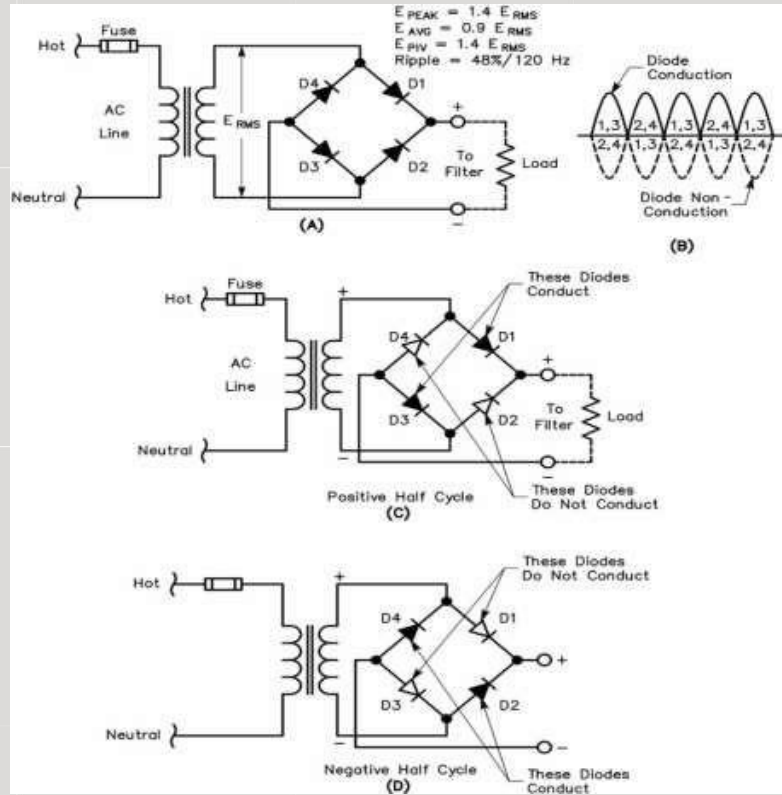 E PEAK = 1.4 E RMS
E AVG = 0.9 E RMS
E PIV = 1.4 E RMS
Ripple = 48%/120 Hz
Fuse
Hot
AC
Line
Neutral
E RMS
D4
D1
D3
D2
+
To
Filter
Load
−
(A)
Diode
Conduction
1,3 2,4 1,3 2,4 1,3
2,4 1,3 2,4 1,3 2,4
Diode Non-
Conduction
(B)
These Diodes
Conduct
Fuse
Hot
AC
Line
Neutral
+
−
D4
D1
D3
D2
+
To
Filter
Load
−
These Diodes
Do Not Conduct
Positive Half Cycle
(C)
These Diodes
Do Not Conduct
Hot
Neutral
+
−
D4
D1
D3
D2
+
−
These Diodes
Conduct
Negative Half Cycle
(D)